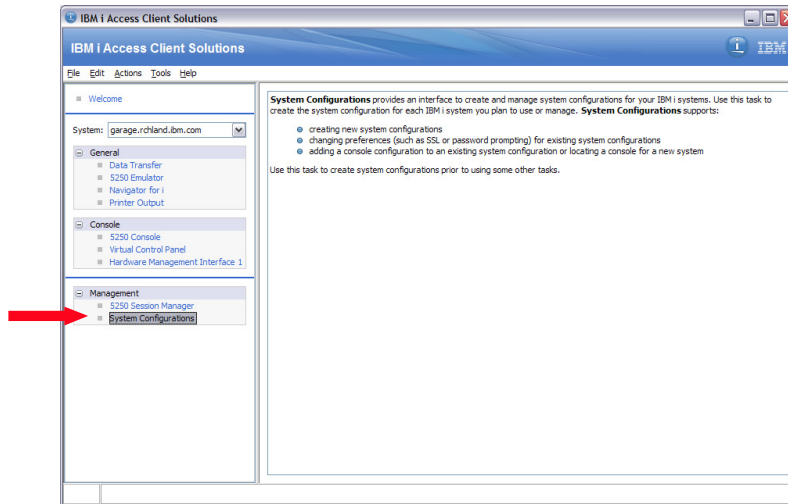 IBM i Access Client Solutions
IBM i Access Client Solutions
IBM
File Edit Actions Tools Help
Welcome
System: garage.rchland.ibm.com
General
Data Transfer
5250 Emulator
Navigator for i
Printer Output
Console
5250 Console
Virtual Control Panel
Hardware Management Interface 1
Management
5250 Session Manager
System Configurations
System Configurations provides an interface to create and manage system configurations for your IBM i systems. Use this task to
create the system configuration for each IBM i system you plan to use or manage. System Configurations supports:
creating new system configurations
changing preferences (such as SSL or password prompting) for existing system configurations
adding a console configuration to an existing system configuration or locating a console for a new system
Use this task to create system configurations prior to using some other tasks.